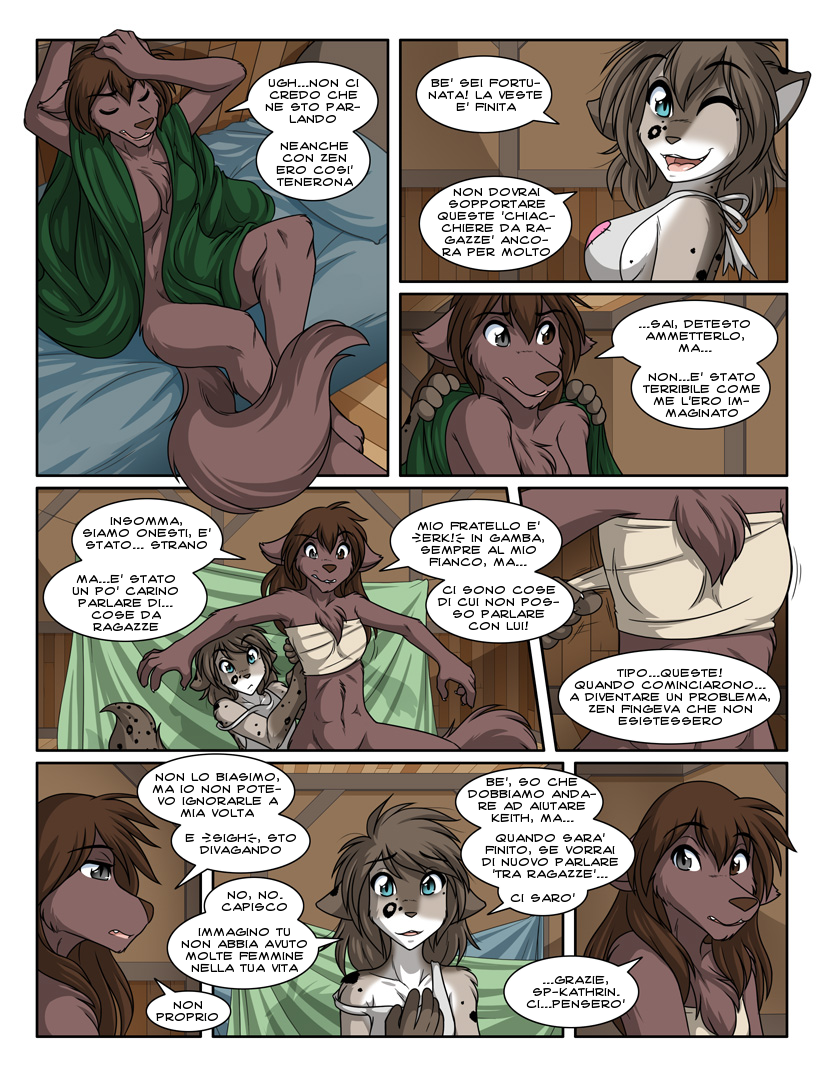 UGH...NON CI
CREDO CHE
NE STO PAR-
LANDO
NEANCHE
CON ZEN
ERO COSI'
TENERONA
BE' SEI FORTU-
NATA! LA VESTE
E' FINITA
NON DOVRAI
SOPPORTARE
QUESTE 'CHIAC-
CHIERE DA RA-
GAZZE' ANCO-
RA PER MOLTO
...SAI, DETESTO
AMMETTERLO,
MA...
NON...E' STATO
TERRIBILE COME
ME L'ERO IM-
MAGINATO
INSOMMA,
SIAMO ONESTI, E'
STATO... STRANO
MA...E' STATO
UN PO' CARINO
PARLARE DI...
COSE DA
RAGAZZE
MIO FRATELLO E'
ERK! IN GAMBA,
SEMPRE AL MIO
FIANCO, MA...
CI SONO COSE
DI CUI NON POS-
SO PARLARE
CON LUI!
TIPO...QUESTE!
QUANDO COMINCIARONO...
A DIVENTARE UN PROBLEMA,
ZEN FINGEVA CHE NON
ESISTESSERO
NON LO BIASIMO,
MA IO NON POTE-
VO IGNORARLE A
MIA VOLTA
E SIGH, STO
DIVAGANDO
NO, NO.
CAPISCO
IMMAGINO TU
NON ABBIA AVUTO
MOLTE FEMMINE
NELLA TUA VITA
NON
PROPRIO
BE', SO CHE
DOBBIAMO ANDA-
RE AD AIUTARE
KEITH, MA...
QUANDO SARA'
FINITO, SE VORRAI
DI NUOVO PARLARE
'TRA RAGAZZE'...
CI SARO'
...GRAZIE,
SP-KATHRIN.
CI...PENSERO'